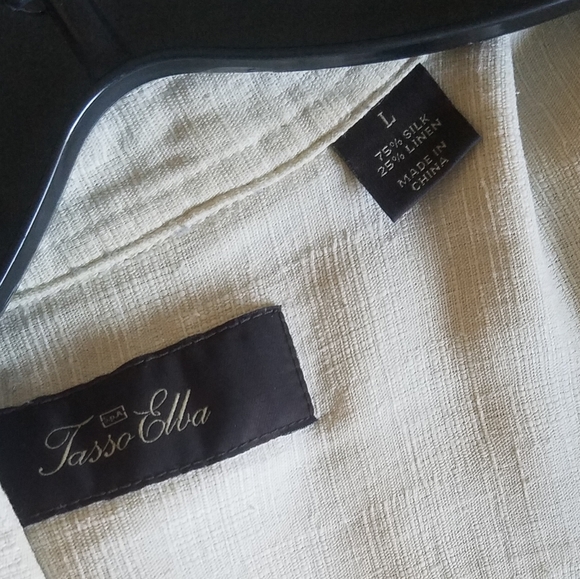 L
75% SILK
25% LINEN
MADE IN
CHINA
Tasso Elba